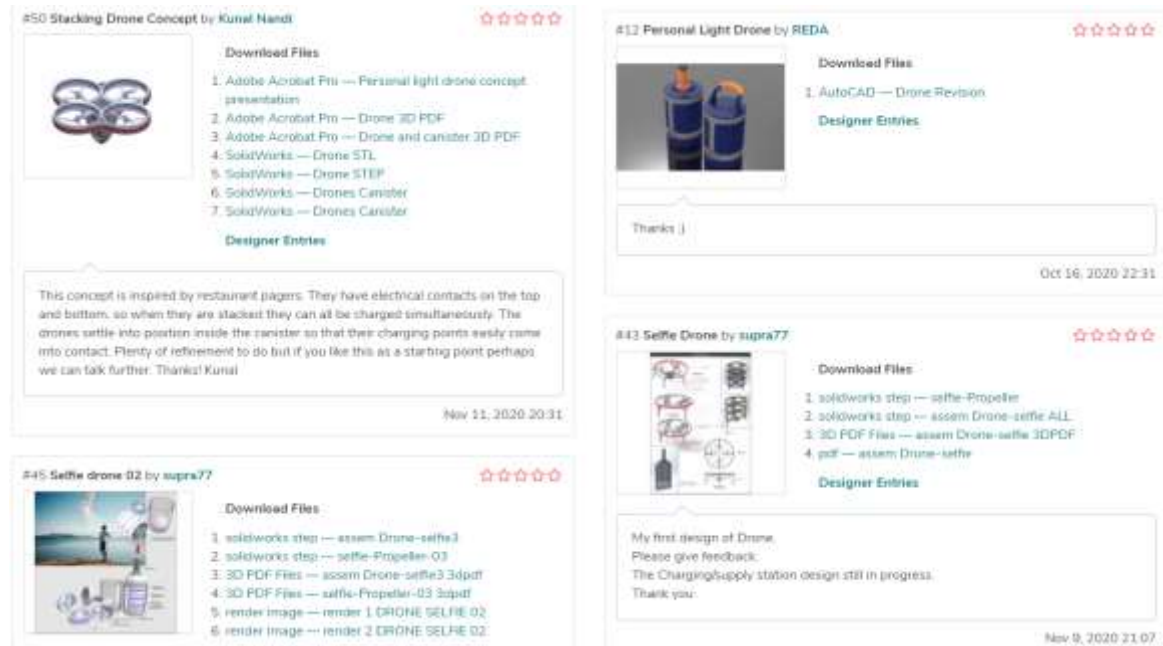 #50 Stacking Drone Concept by Kunal Nandi
Download Files
1. Adobe Acrobat Pro — Personal light drone concept
presentation
2. Adobe Acrobat Pro — Drone 3D PDF
3. Adobe Acrobat Pro — Drone and canister 3D PDF
4. SolidWorks — Drone STL
5. SolidWorks — Drone STEP
6. SolidWorks — Drones Canister
7. SolidWorks — Drones Canister
Designer Entries
This concept is inspired by restaurant pagers. They have electrical contacts on the top
and bottom, so when they are stacked they can all be charged simultaneously. The
drones settle into position inside the canister so that their charging points easily come
into contact. Plenty of refinement to do but if you like this as a starting point perhaps
we can talk further. Thanks! Kunal
Nov 11, 2020 20:31
#45 Selfie drone 02 by supra77
Download Files
1. solidworks step — assem Drone-selfie3
2. solidworks step — selfie-Propeller-03
3. 3D PDF Files — assem Drone-selfie3 3dpdf
4. 3D PDF Files — selfie-Propeller-03 3dpdf
5. render image — render 1 DRONE SELFIE 02
6. render image — render 2 DRONE SELFIE 02
#12 Personal Light Drone by REDA
Download Files
1. AutoCAD — Drone Revision
Designer Entries
Thanks :)
Oct 16, 2020 22:31
#43 Selfie Drone by supra77
Download Files
1. solidworks step — selfie-Propeller
2. solidworks step — assem Drone-selfie ALL
3. 3D PDF Files — assem Drone-selfie 3DPDF
4. pdf — assem Drone-selfie
Designer Entries
My first design of Drone.
Please give feedback.
The Charging/supply station design still in progress.
Thank you
Nov 9, 2020 21:07